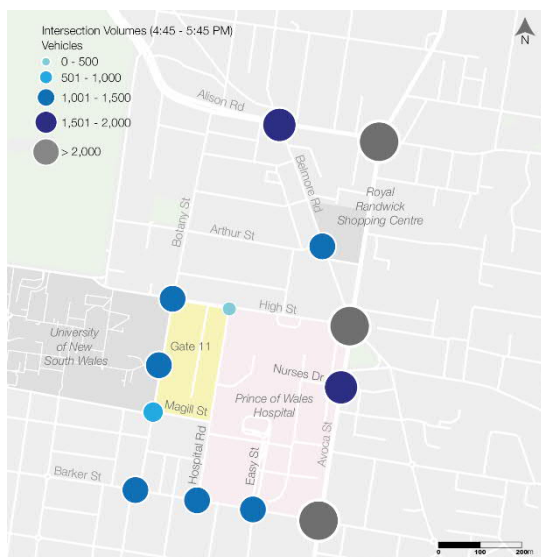 Intersection Volumes (4:45 - 5:45 PM)
Vehicles
0 - 500
501 - 1,000
1,001 - 1,500
1,501 - 2,000
> 2,000
N
Alison Rd
Belmore Rd
Royal
Randwick
Shopping Centre
Botany St
Arthur St
High St
University
of New
South Wales
Gate 11
Nurses Dr
Prince of Wales
Hospital
Magill St
Hospital Rd
Easy St
Avoca St
Barker St
0
100
200m